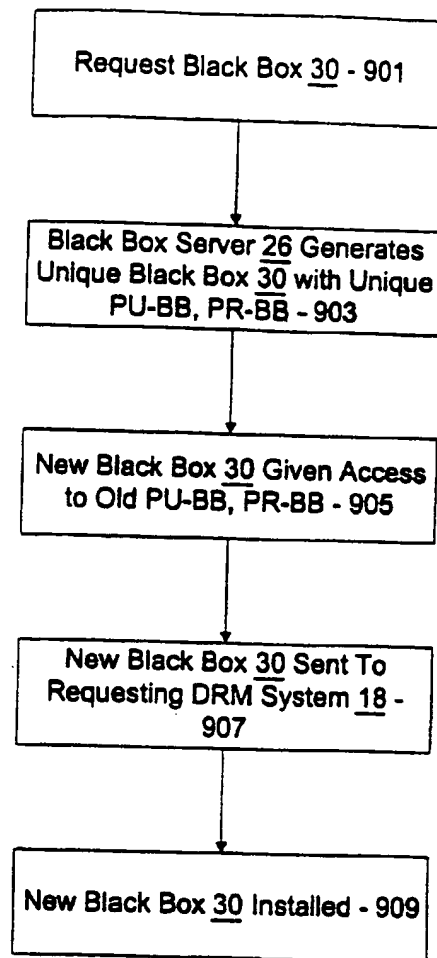 Request Black Box 30 - 901
Black Box Server 26 Generates
Unique Black Box 30 with Unique
PU-BB, PR-BB - 903
New Black Box 30 Given Access
to Old PU-BB, PR-BB - 905
New Black Box 30 Sent To
Requesting DRM System 18 -
907
New Black Box 30 Installed - 909